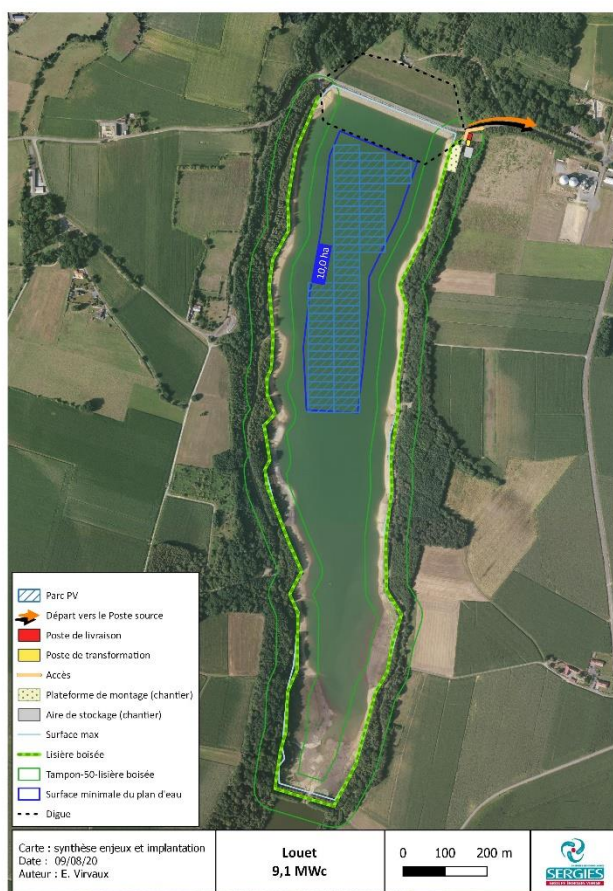 10,0 ha
Parc PV
Départ vers le Poste source
Poste de livraison
Poste de transformation
Accès
Plateforme de montage (chantier)
Aire de stockage (chantier)
Surface max
Lisière boisée
Tampon-50-lisière boisée
Surface minimale du plan d'eau
Digue
Carte : synthèse enjeux et implantation
Date : 09/08/20
Auteur : E. Virvaux
Louet
9,1 MWc
0 100 200 m
SERGIES